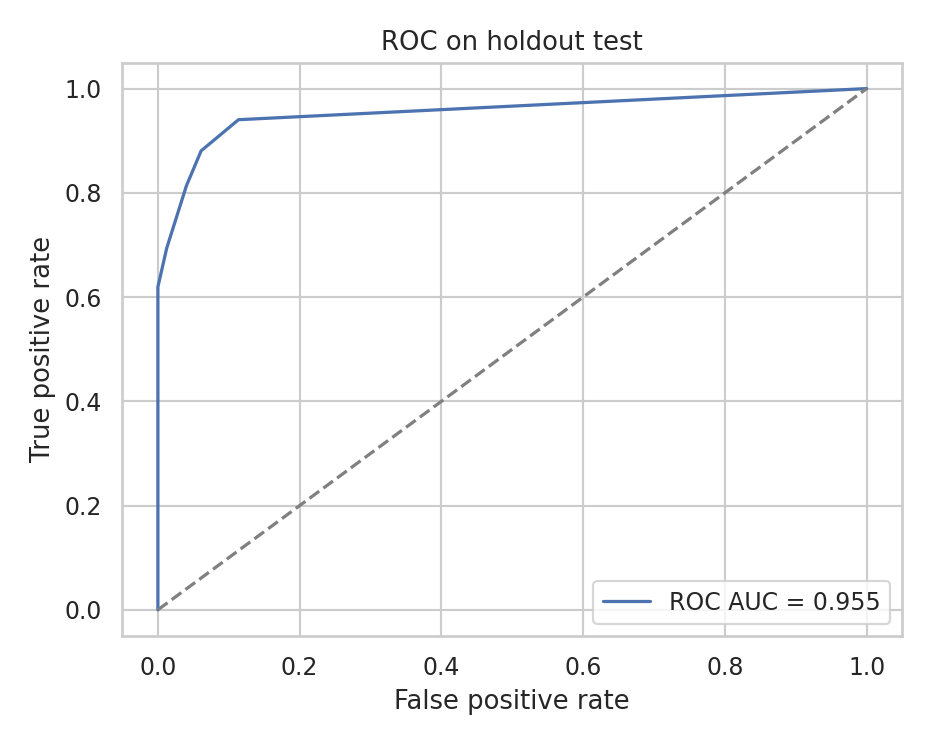 ROC on holdout test
True positive rate
1.0
0.8
0.6
0.4
0.2
0.0
ROC AUC = 0.955
0.0 0.2 0.4 0.6 0.8 1.0
False positive rate